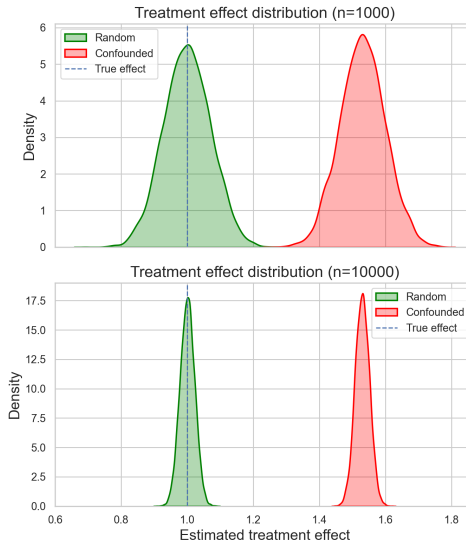 Treatment effect distribution (n=1000)
Random
Confounded
True effect
Density
6
5
4
3
2
1
0
Treatment effect distribution (n=10000)
Random
Confounded
True effect
Density
17.5
15.0
12.5
10.0
7.5
5.0
2.5
0.0
0.6 0.8 1.0 1.2 1.4 1.6 1.8
Estimated treatment effect